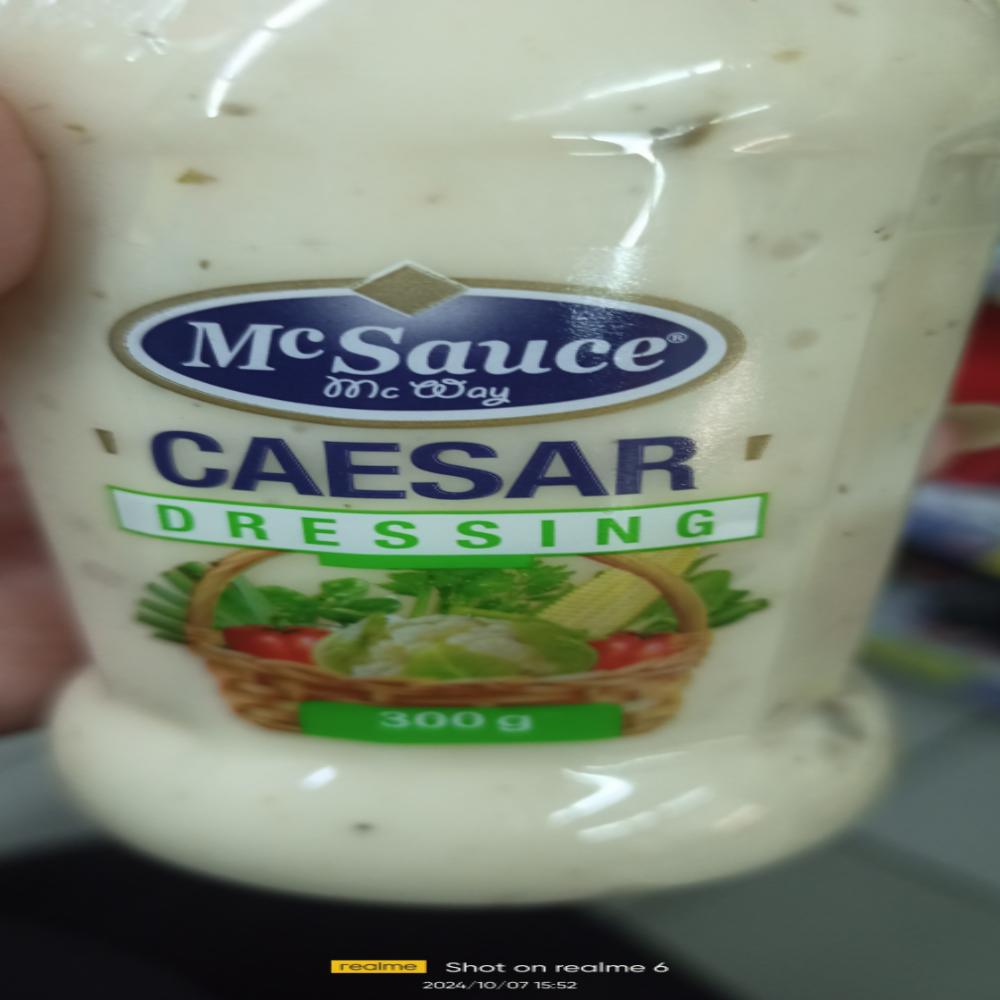 McSauce®
Mc Way
CAESAR
DRESSING
300 g
realme Shot on realme 6
2024/10/07 15:52